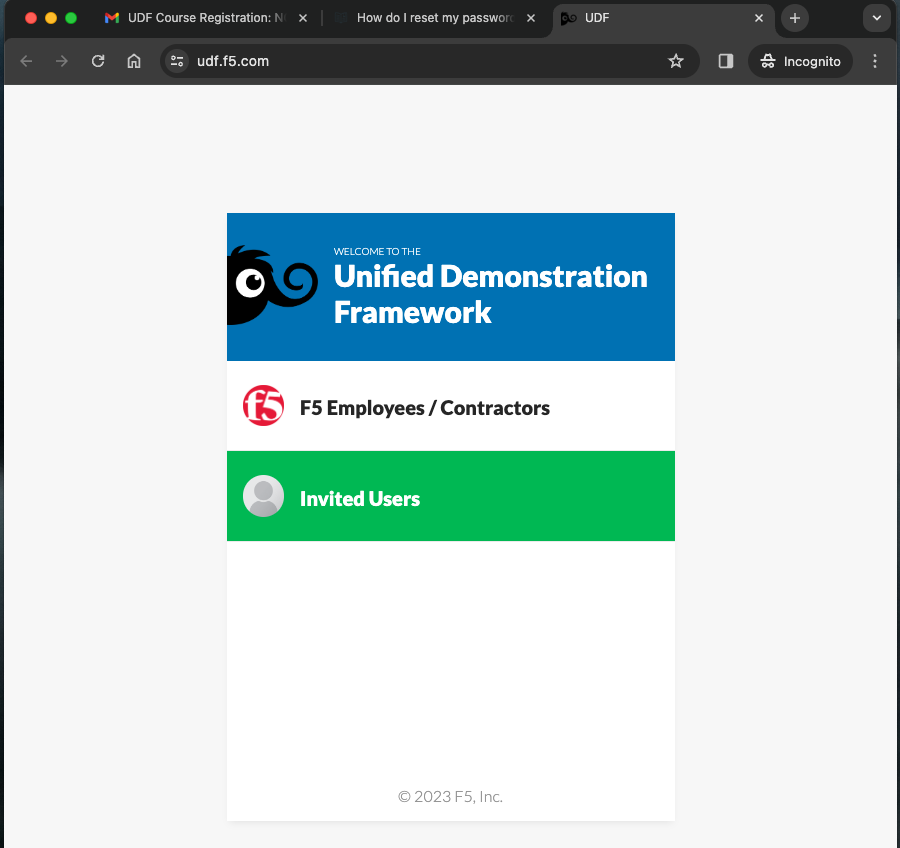 UDF Course Registration:
How do I reset my password
UDF
udf.f5.com
Incognito
WELCOME TO THE
Unified Demonstration
Framework
f5
F5 Employees / Contractors
Invited Users
© 2023 F5, Inc.